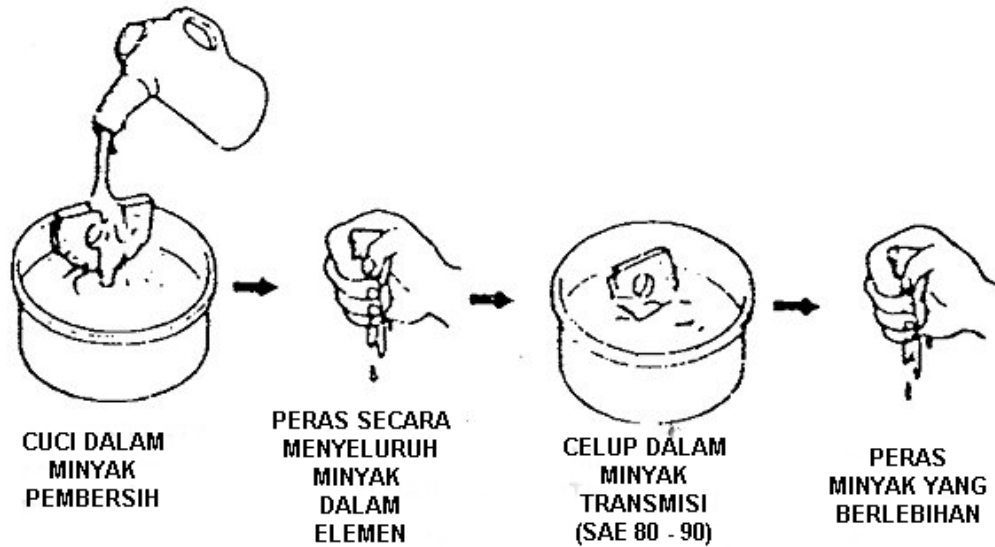 CUCI DALAM
MINYAK
PEMBERSIH
PERAS SECARA
MENYELURUH
MINYAK
DALAM
ELEMEN
CELUP DALAM
MINYAK
TRANSMISI
(SAE 80 - 90)
PERAS
MINYAK YANG
BERLEBIHAN